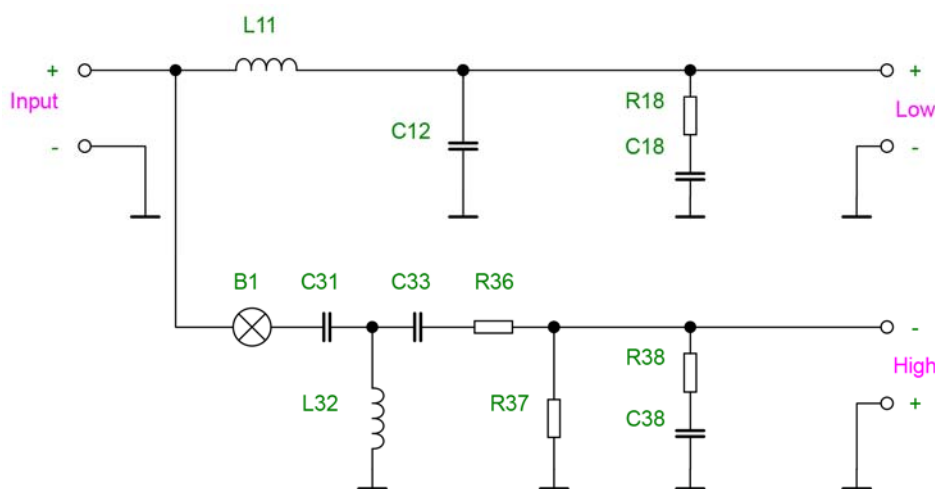 L11
+
+
Input
R18
Low
C12
C18
-
-
B1
C31
C33
R36
-
R38
High
L32
R37
C38
+